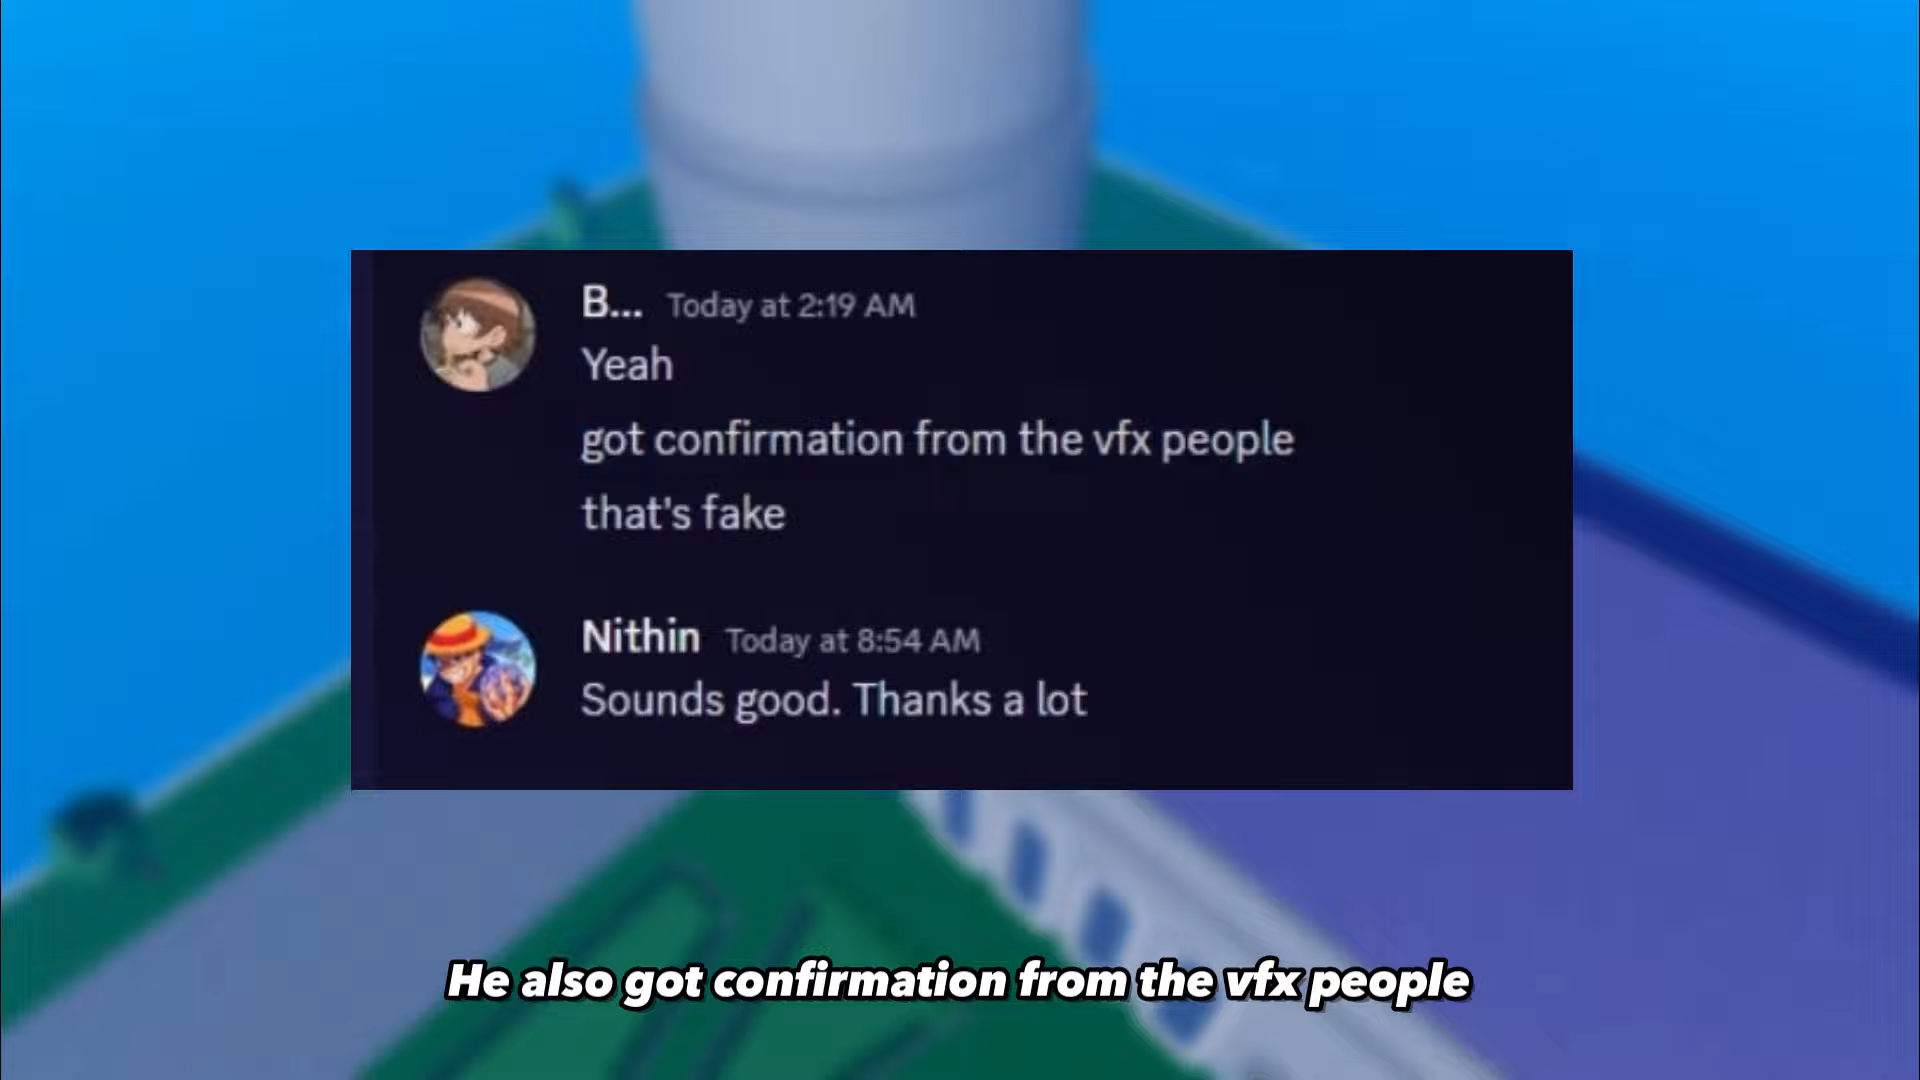 B... Today at 2:19 AM
Yeah
got confirmation from the vfx people
that's fake
Nithin Today at 8:54 AM
Sounds good. Thanks a lot
He also got confirmation from the vfx people